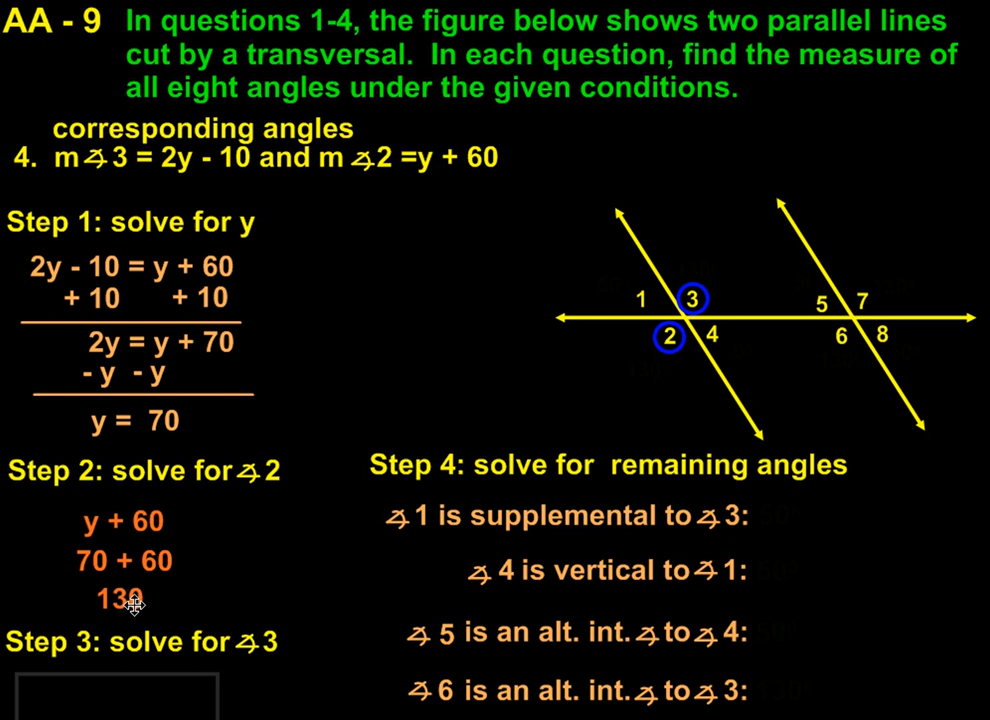 AA - 9 In questions 1-4, the figure below shows two parallel lines
cut by a transversal. In each question, find the measure of
all eight angles under the given conditions.
corresponding angles
4. m∡3 = 2y - 10 and m ∡2 =y + 60
Step 1: solve for y
2y - 10 = y + 60
+ 10 + 10
2y = y + 70
- y - y
y = 70
1 3 5 7
2 4 6 8
Step 2: solve for ∡2
y + 60
70 + 60
130
Step 3: solve for ∡3
Step 4: solve for remaining angles
∡1 is supplemental to ∡3:
∡4 is vertical to ∡1:
∡5 is an alt. int. ∡ to ∡4:
∡6 is an alt. int. ∡ to ∡3: